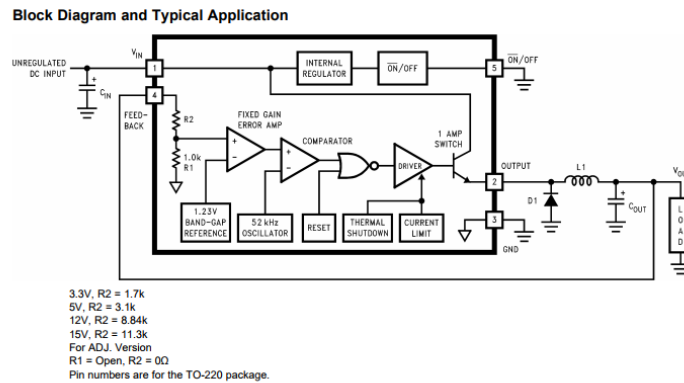 Block Diagram and Typical Application
UNREGULATED
DC INPUT
VIN
1
CIN
4
FEED-
BACK
R2
1.0k
R1
FIXED GAIN
ERROR AMP
+
-
1.23V
BAND-GAP
REFERENCE
INTERNAL
REGULATOR
ON/OFF
5
ON/OFF
COMPARATOR
+
-
52 kHz
OSCILLATOR
RESET
DRIVER
THERMAL
SHUTDOWN
CURRENT
LIMIT
1 AMP
SWITCH
OUTPUT
2
3
GND
D1
L1
+
COUT
LOAD
3.3V, R2 = 1.7k
5V, R2 = 3.1k
12V, R2 = 8.84k
15V, R2 = 11.3k
For ADJ. Version
R1 = Open, R2 = 0Ω
Pin numbers are for the TO-220 package.